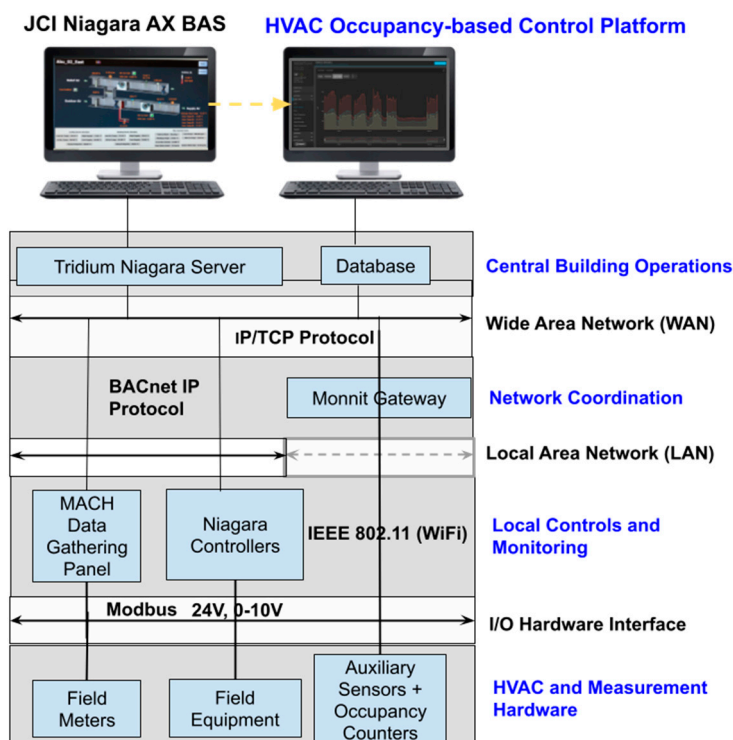 JCI Niagara AX BAS
HVAC Occupancy-based Control Platform
Tridium Niagara Server
Database
Central Building Operations
Wide Area Network (WAN)
IP/TCP Protocol
BACnet IP
Protocol
Monnit Gateway
Network Coordination
Local Area Network (LAN)
MACH
Data
Gathering
Panel
Niagara
Controllers
IEEE 802.11 (WiFi)
Local Controls and
Monitoring
Modbus 24V, 0-10V
I/O Hardware Interface
Field
Meters
Field
Equipment
Auxiliary
Sensors +
Occupancy
Counters
HVAC and Measurement
Hardware